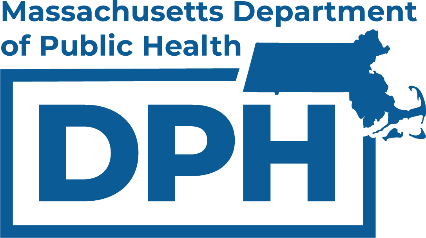 Massachusetts Department
of Public Health
DPH